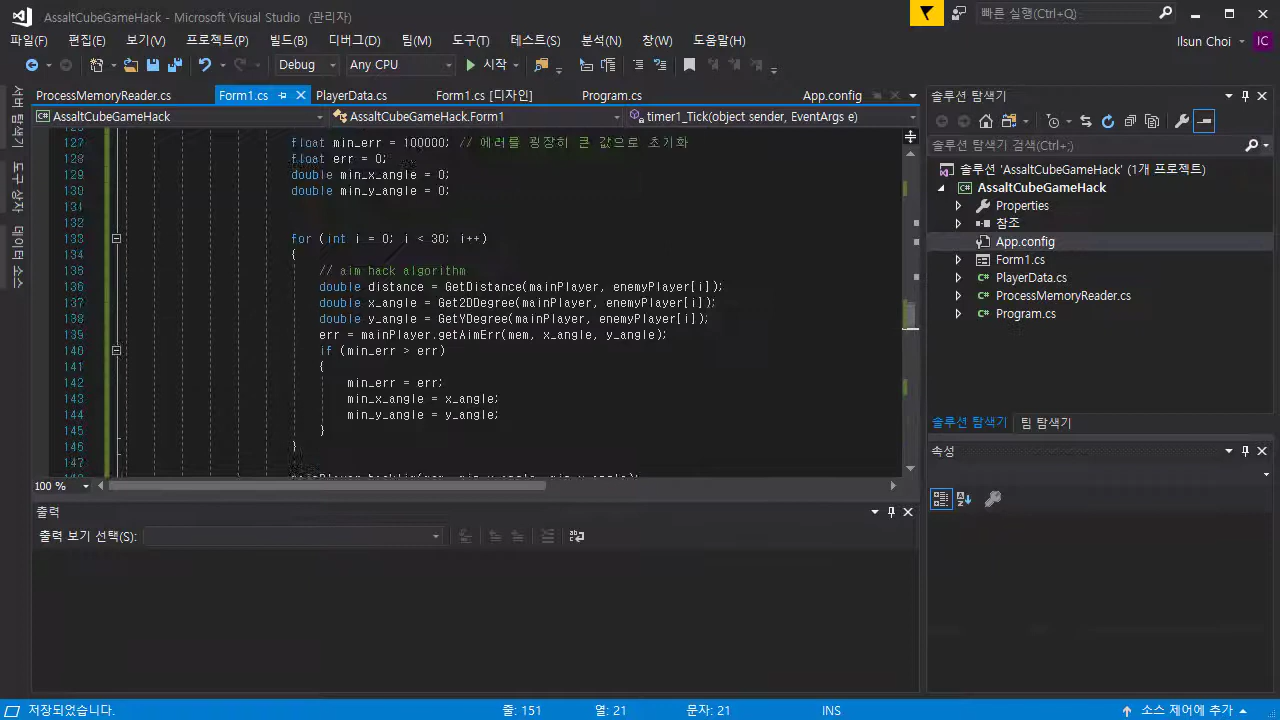 AssaltCubeGameHack - Microsoft Visual Studio (관리자)
빠른 실행(Ctrl+Q)
파일(F) 편집(E) 보기(V) 프로젝트(P) 빌드(B) 디버그(D) 팀(M) 도구(T) 테스트(S) 분석(N) 창(W) 도움말(H)
Ilsun Choi IC
Debug Any CPU 시작
서버 탐색기
도구 상자
데이터 소스
ProcessMemoryReader.cs Form1.cs PlayerData.cs Form1.cs [디자인] Program.cs App.config
AssaltCubeGameHack AssaltCubeGameHack.Form1 timer1_Tick(object sender, EventArgs e)
127 float min_err = 100000; // 에러를 굉장히 큰 값으로 초기화
128 float err = 0;
129 double min_x_angle = 0;
130 double min_y_angle = 0;
131
132
133 for (int i = 0; i < 30; i++)
134 {
135 // aim hack algorithm
136 double distance = GetDistance(mainPlayer, enemyPlayer[i]);
137 double x_angle = Get2DDegree(mainPlayer, enemyPlayer[i]);
138 double y_angle = GetYDegree(mainPlayer, enemyPlayer[i]);
139 err = mainPlayer.getAimErr(mem, x_angle, y_angle);
140 if (min_err > err)
141 {
142 min_err = err;
143 min_x_angle = x_angle;
144 min_y_angle = y_angle;
145 }
146 }
147
100 %
출력
출력 보기 선택(S):
솔루션 탐색기
솔루션 탐색기 검색(Ctrl+;)
솔루션 'AssaltCubeGameHack' (1개 프로젝트)
AssaltCubeGameHack
Properties
참조
App.config
Form1.cs
PlayerData.cs
ProcessMemoryReader.cs
Program.cs
솔루션 탐색기 팀 탐색기
속성
저장되었습니다. 줄: 151 열: 21 문자: 21 INS 소스 제어에 추가